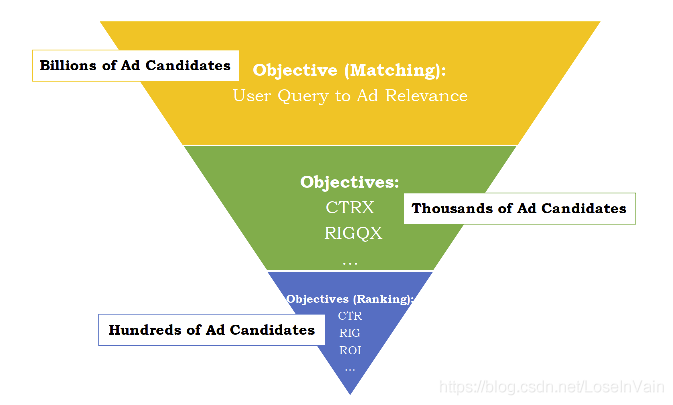 Billions of Ad Candidates
Objective (Matching):
User Query to Ad Relevance
Objectives:
CTRX
RIGQX
...
Thousands of Ad Candidates
Objectives (Ranking):
CTR
RIG
ROI
...
Hundreds of Ad Candidates
https://blog.csdn.net/LoseInVain